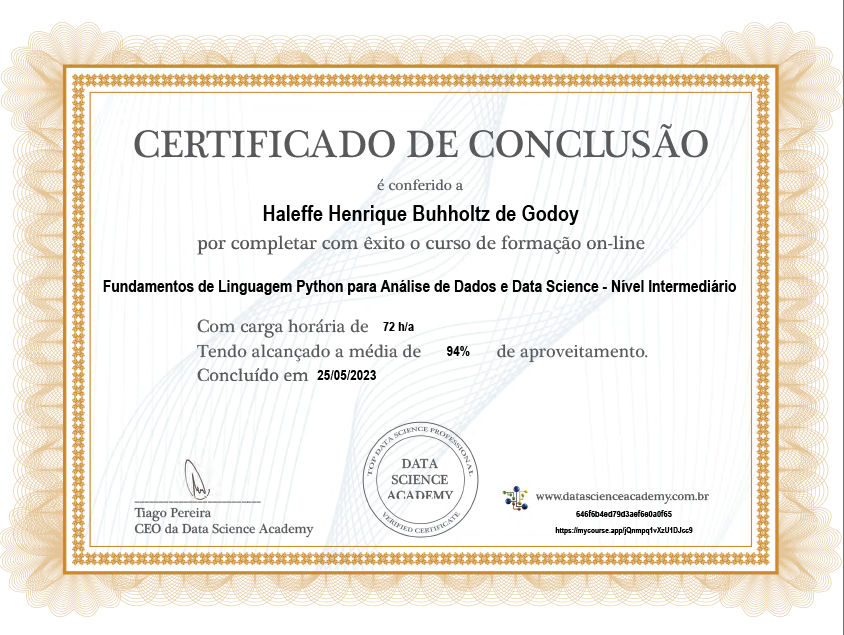 CERTIFICADO DE CONCLUSÃO
é conferido a
Haleffe Henrique Buhholtz de Godoy
por completar com êxito o curso de formação on-line
Fundamentos de Linguagem Python para Análise de Dados e Data Science - Nível Intermediário
Com carga horária de 72 h/a
Tendo alcançado a média de 94% de aproveitamento.
Concluído em 25/05/2023
TOP DATA SCIENCE PROFESSIONAL
DATA
SCIENCE
ACADEMY
VERIFIED CERTIFICATE
Tiago Pereira
CEO da Data Science Academy
www.datascienceacademy.com.br
646f6b4ed79d3aef6e0a0f65
https://mycourse.app/jQnmpq1vXzU1DJcc9